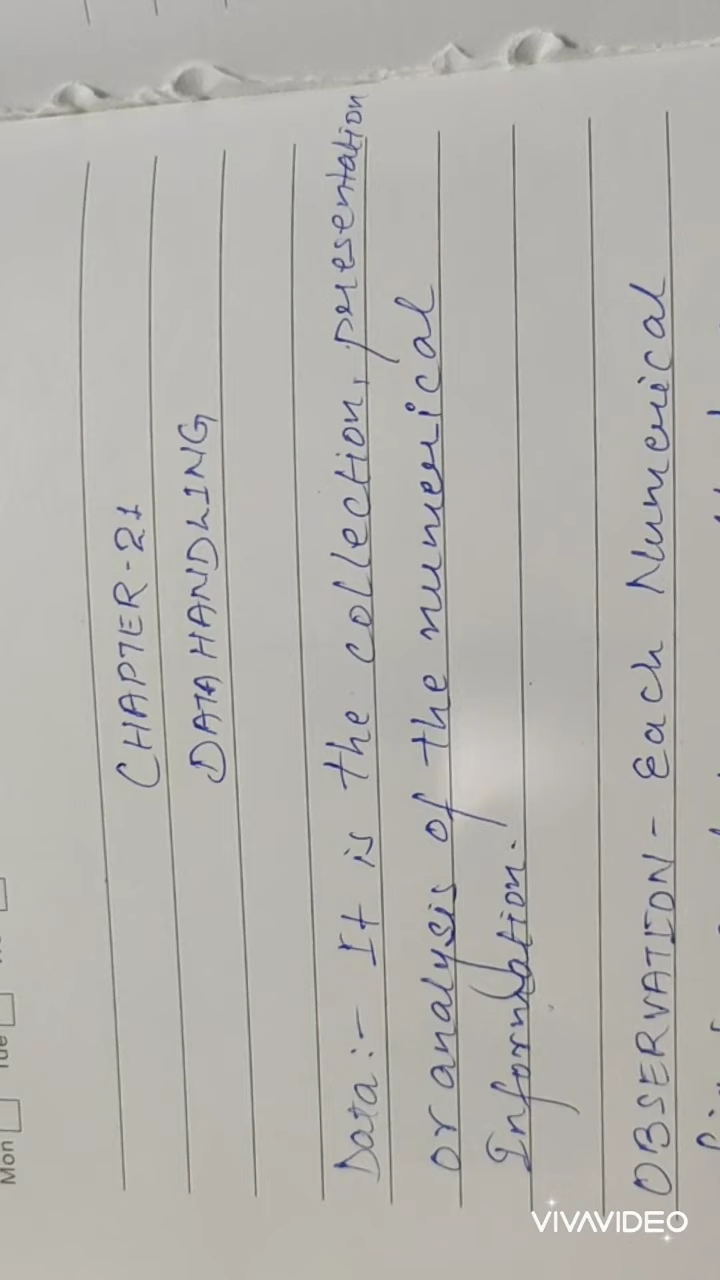 Mon Tue
CHAPTER-21
DATA HANDLING
Data:- It is the collection, presentation
or analysis of the numerical
Information.
OBSERVATION- Each Numerical
VIVAVIDEO